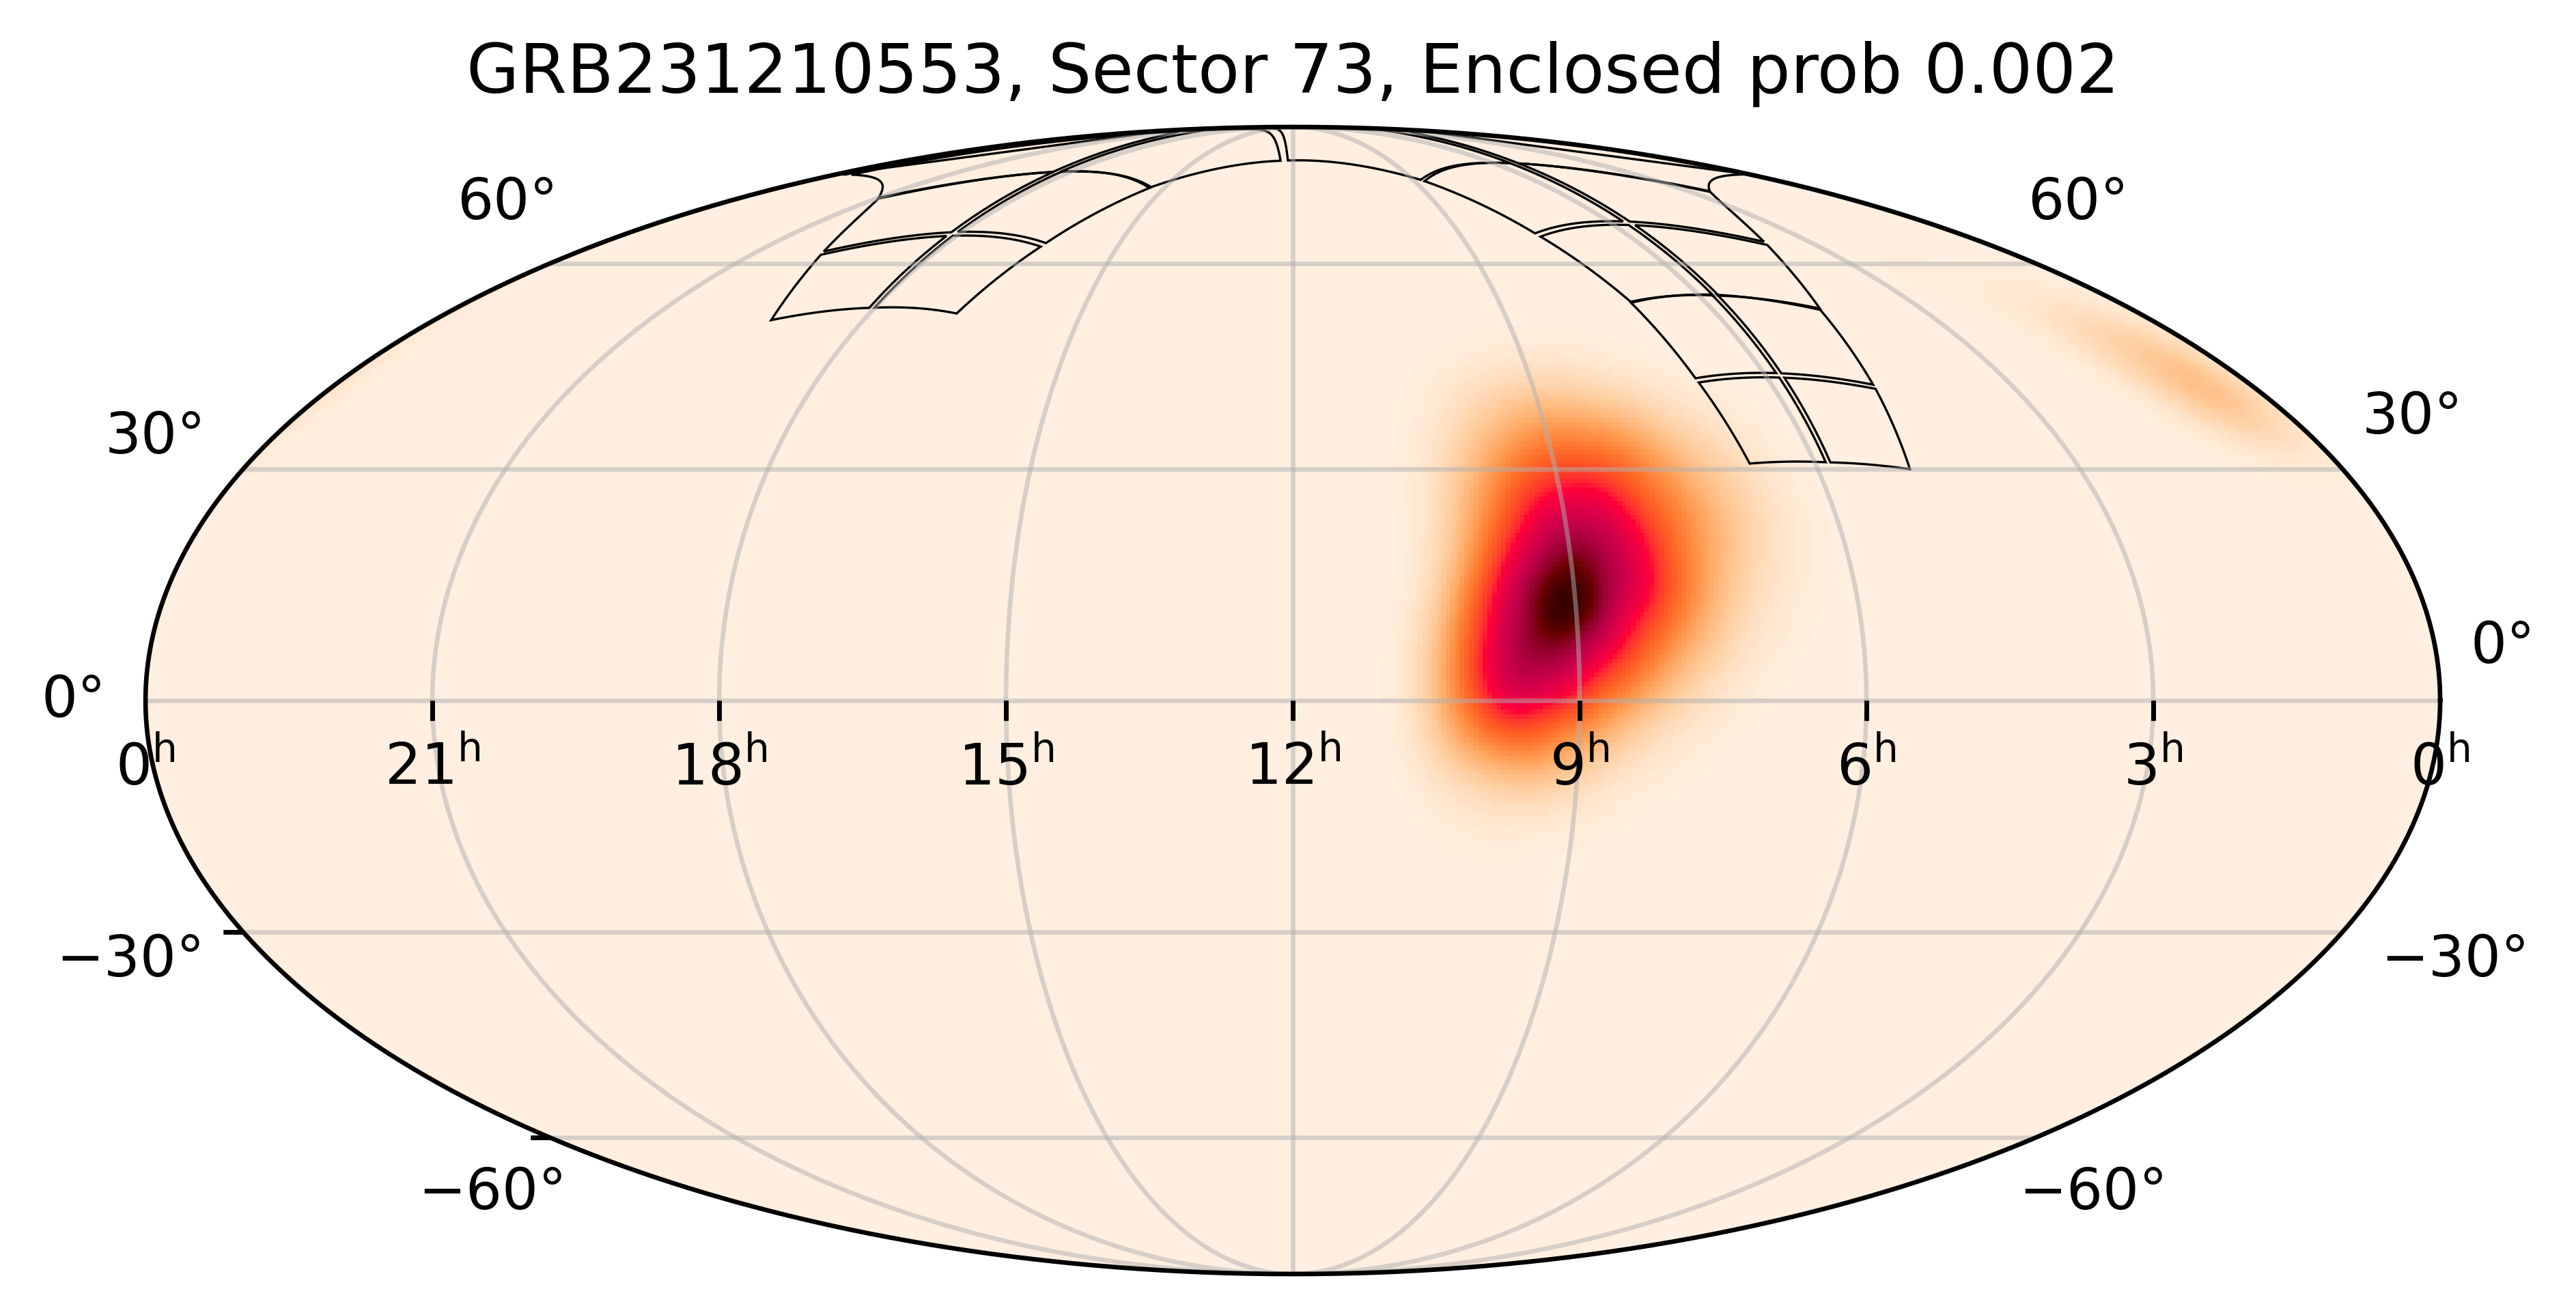 GRB231210553, Sector 73, Enclosed prob 0.002
60° 60°
30° 30°
0° 0°
0ʰ 21ʰ 18ʰ 15ʰ 12ʰ 9ʰ 6ʰ 3ʰ 0ʰ
−30° −30°
−60° −60°